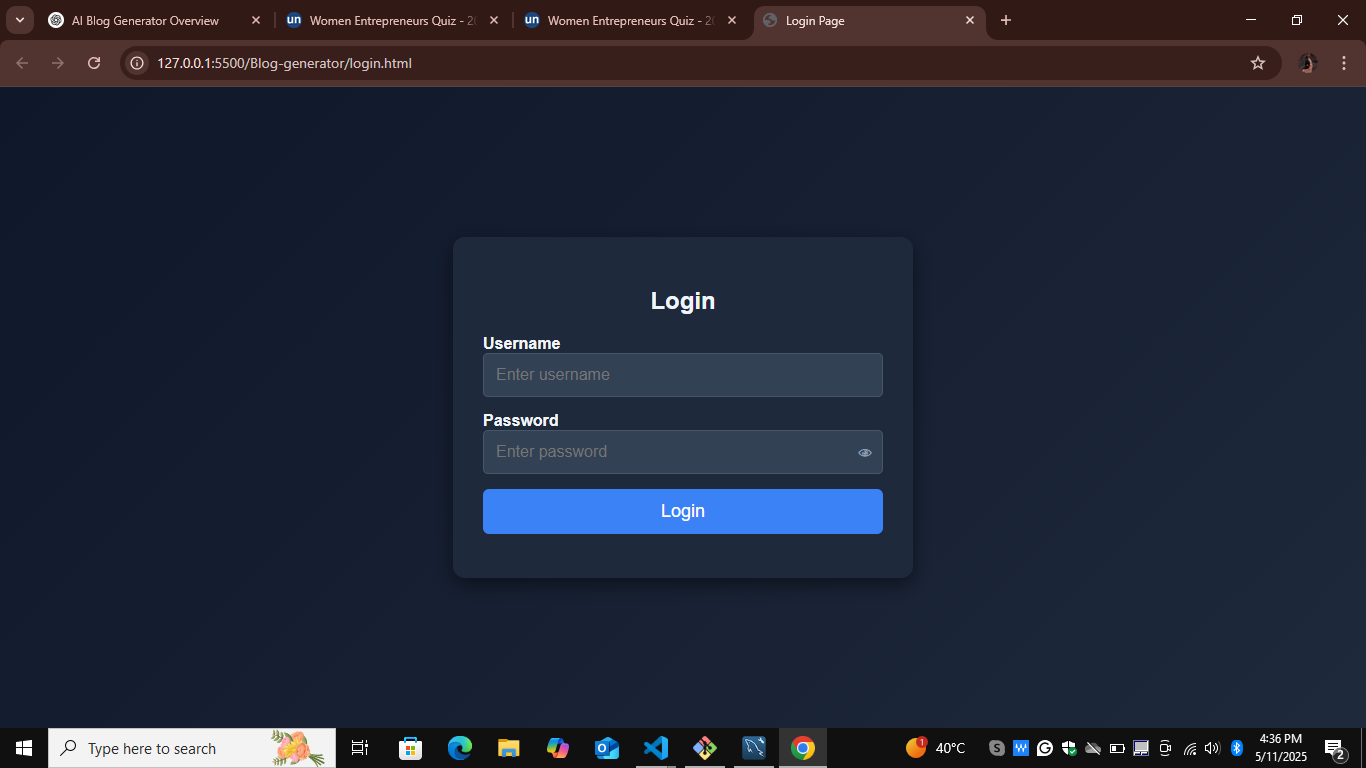 AI Blog Generator Overview
un Women Entrepreneurs Quiz - 20
un Women Entrepreneurs Quiz - 20
Login Page
127.0.0.1:5500/Blog-generator/login.html
Login
Username
Enter username
Password
Enter password
Login
Type here to search
1
40°C
S
W
G
4:36 PM
5/11/2025
2